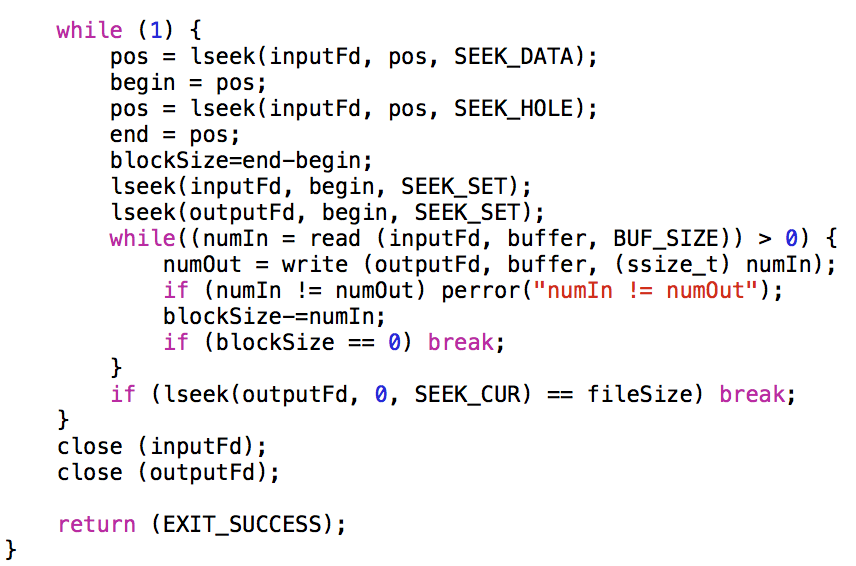 while (1) {
pos = lseek(inputFd, pos, SEEK_DATA);
begin = pos;
pos = lseek(inputFd, pos, SEEK_HOLE);
end = pos;
blockSize=end-begin;
lseek(inputFd, begin, SEEK_SET);
lseek(outputFd, begin, SEEK_SET);
while((numIn = read (inputFd, buffer, BUF_SIZE)) > 0) {
numOut = write (outputFd, buffer, (ssize_t) numIn);
if (numIn != numOut) perror("numIn != numOut");
blockSize-=numIn;
if (blockSize == 0) break;
}
if (lseek(outputFd, 0, SEEK_CUR) == fileSize) break;
}
close (inputFd);
close (outputFd);
return (EXIT_SUCCESS);
}